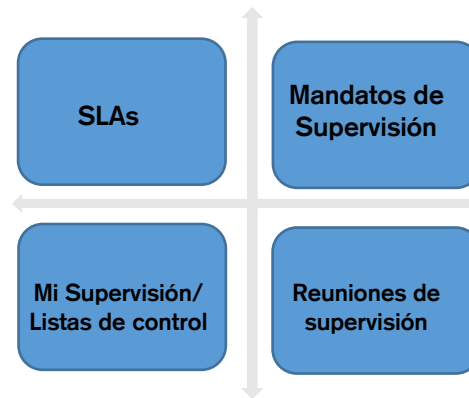 SLAs
Mandatos de
Supervisión
Mi Supervisión/
Listas de control
Reuniones de
supervisión